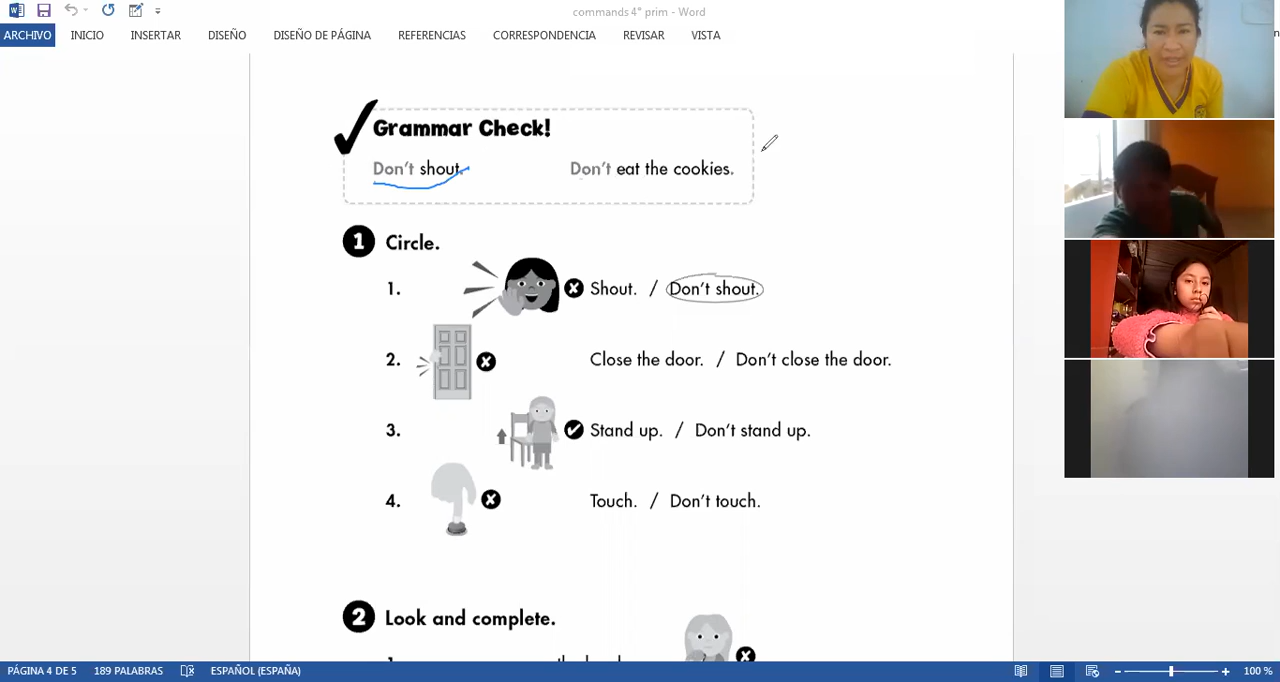 commands 4° prim - Word
ARCHIVO INICIO INSERTAR DISEÑO DISEÑO DE PÁGINA REFERENCIAS CORRESPONDENCIA REVISAR VISTA
Grammar Check!
Don't shout. Don't eat the cookies.
1 Circle.
1. Shout. / Don't shout.
2. Close the door. / Don't close the door.
3. Stand up. / Don't stand up.
4. Touch. / Don't touch.
2 Look and complete.
PÁGINA 4 DE 5 189 PALABRAS ESPAÑOL (ESPAÑA) 100 %